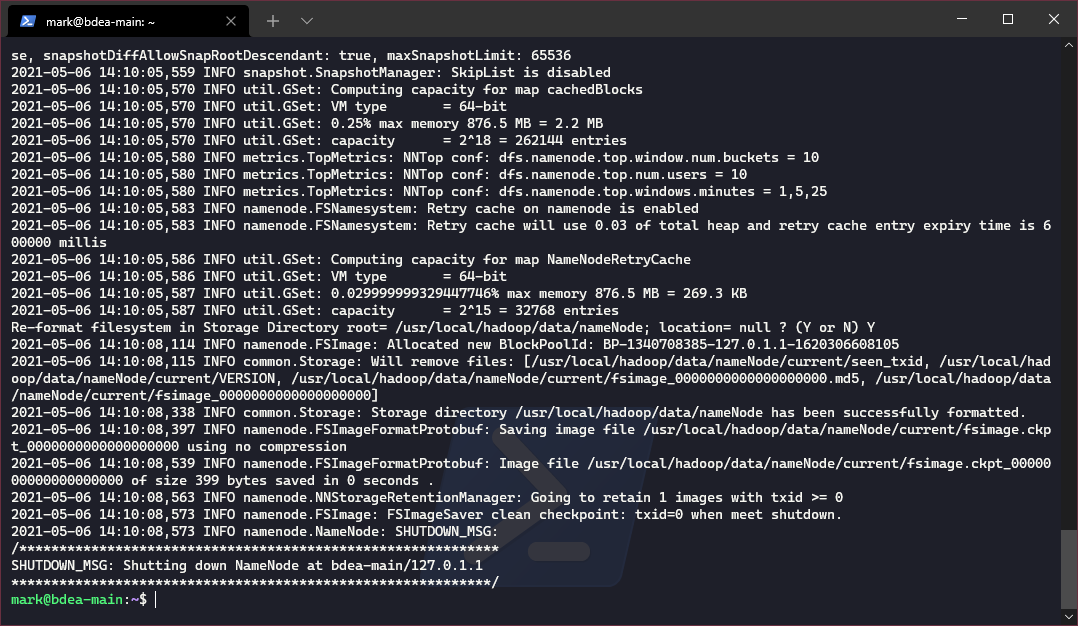 mark@bdea-main: ~
se, snapshotDiffAllowSnapRootDescendant: true, maxSnapshotLimit: 65536
2021-05-06 14:10:05,559 INFO snapshot.SnapshotManager: SkipList is disabled
2021-05-06 14:10:05,570 INFO util.GSet: Computing capacity for map cachedBlocks
2021-05-06 14:10:05,570 INFO util.GSet: VM type       = 64-bit
2021-05-06 14:10:05,570 INFO util.GSet: 0.25% max memory 876.5 MB = 2.2 MB
2021-05-06 14:10:05,570 INFO util.GSet: capacity      = 2^18 = 262144 entries
2021-05-06 14:10:05,580 INFO metrics.TopMetrics: NNTop conf: dfs.namenode.top.window.num.buckets = 10
2021-05-06 14:10:05,580 INFO metrics.TopMetrics: NNTop conf: dfs.namenode.top.num.users = 10
2021-05-06 14:10:05,580 INFO metrics.TopMetrics: NNTop conf: dfs.namenode.top.windows.minutes = 1,5,25
2021-05-06 14:10:05,583 INFO namenode.FSNamesystem: Retry cache on namenode is enabled
2021-05-06 14:10:05,583 INFO namenode.FSNamesystem: Retry cache will use 0.03 of total heap and retry cache entry expiry time is 6
00000 millis
2021-05-06 14:10:05,586 INFO util.GSet: Computing capacity for map NameNodeRetryCache
2021-05-06 14:10:05,586 INFO util.GSet: VM type       = 64-bit
2021-05-06 14:10:05,587 INFO util.GSet: 0.029999999329447746% max memory 876.5 MB = 269.3 KB
2021-05-06 14:10:05,587 INFO util.GSet: capacity      = 2^15 = 32768 entries
Re-format filesystem in Storage Directory root= /usr/local/hadoop/data/nameNode; location= null ? (Y or N) Y
2021-05-06 14:10:08,114 INFO namenode.FSImage: Allocated new BlockPoolId: BP-1340708385-127.0.1.1-1620306608105
2021-05-06 14:10:08,115 INFO common.Storage: Will remove files: [/usr/local/hadoop/data/nameNode/current/seen_txid, /usr/local/had
oop/data/nameNode/current/VERSION, /usr/local/hadoop/data/nameNode/current/fsimage_0000000000000000000.md5, /usr/local/hadoop/data
/nameNode/current/fsimage_0000000000000000000]
2021-05-06 14:10:08,338 INFO common.Storage: Storage directory /usr/local/hadoop/data/nameNode has been successfully formatted.
2021-05-06 14:10:08,397 INFO namenode.FSImageFormatProtobuf: Saving image file /usr/local/hadoop/data/nameNode/current/fsimage.ckp
t_0000000000000000000 using no compression
2021-05-06 14:10:08,539 INFO namenode.FSImageFormatProtobuf: Image file /usr/local/hadoop/data/nameNode/current/fsimage.ckpt_00000
00000000000000 of size 399 bytes saved in 0 seconds .
2021-05-06 14:10:08,563 INFO namenode.NNStorageRetentionManager: Going to retain 1 images with txid >= 0
2021-05-06 14:10:08,573 INFO namenode.FSImage: FSImageSaver clean checkpoint: txid=0 when meet shutdown.
2021-05-06 14:10:08,573 INFO namenode.NameNode: SHUTDOWN_MSG:
/************************************************************
SHUTDOWN_MSG: Shutting down NameNode at bdea-main/127.0.1.1
************************************************************/
mark@bdea-main:~$